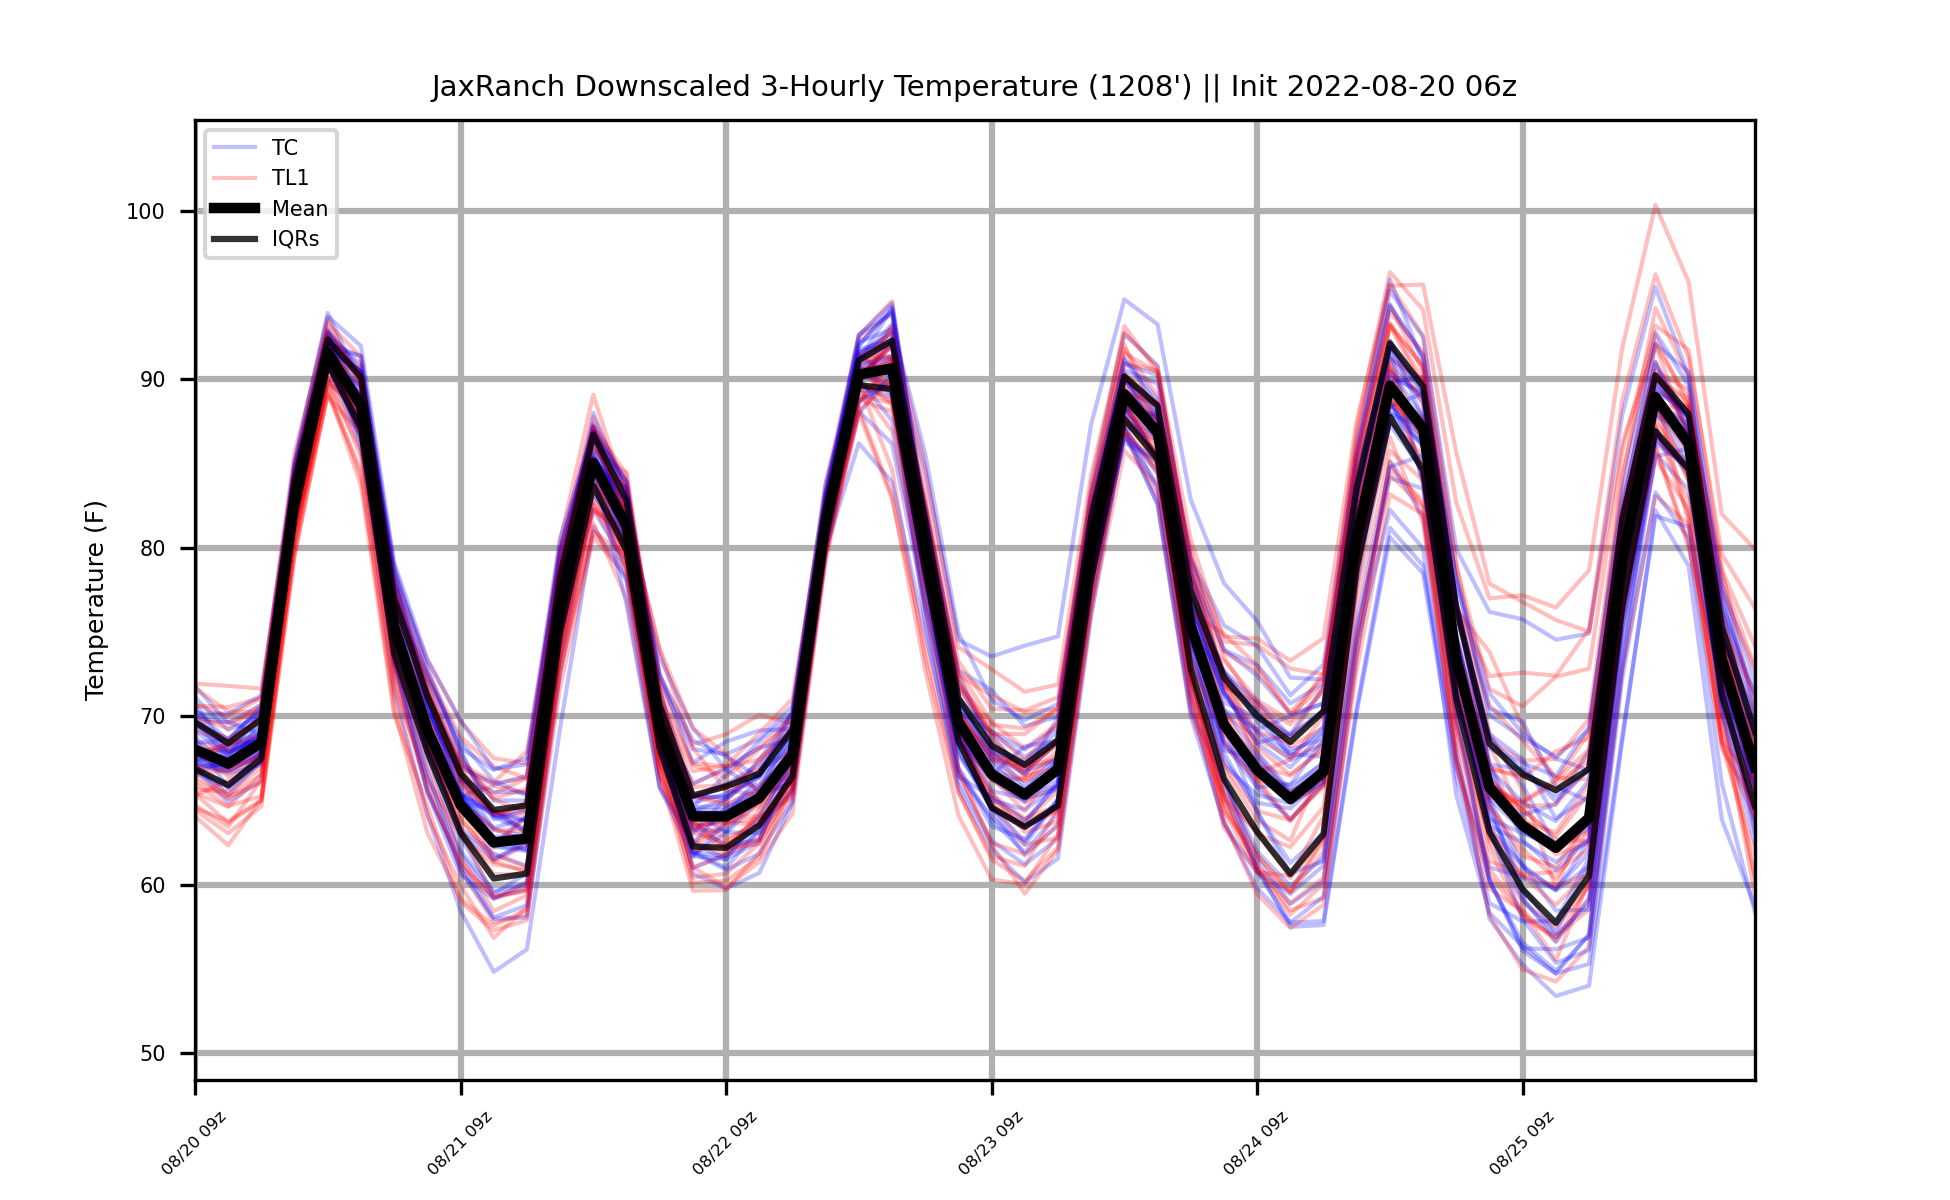 JaxRanch Downscaled 3-Hourly Temperature (1208') || Init 2022-08-20 06z
TC
TL1
Mean
IQRs
Temperature (F)
100
90
80
70
60
50
08/20 09z
08/21 09z
08/22 09z
08/23 09z
08/24 09z
08/25 09z